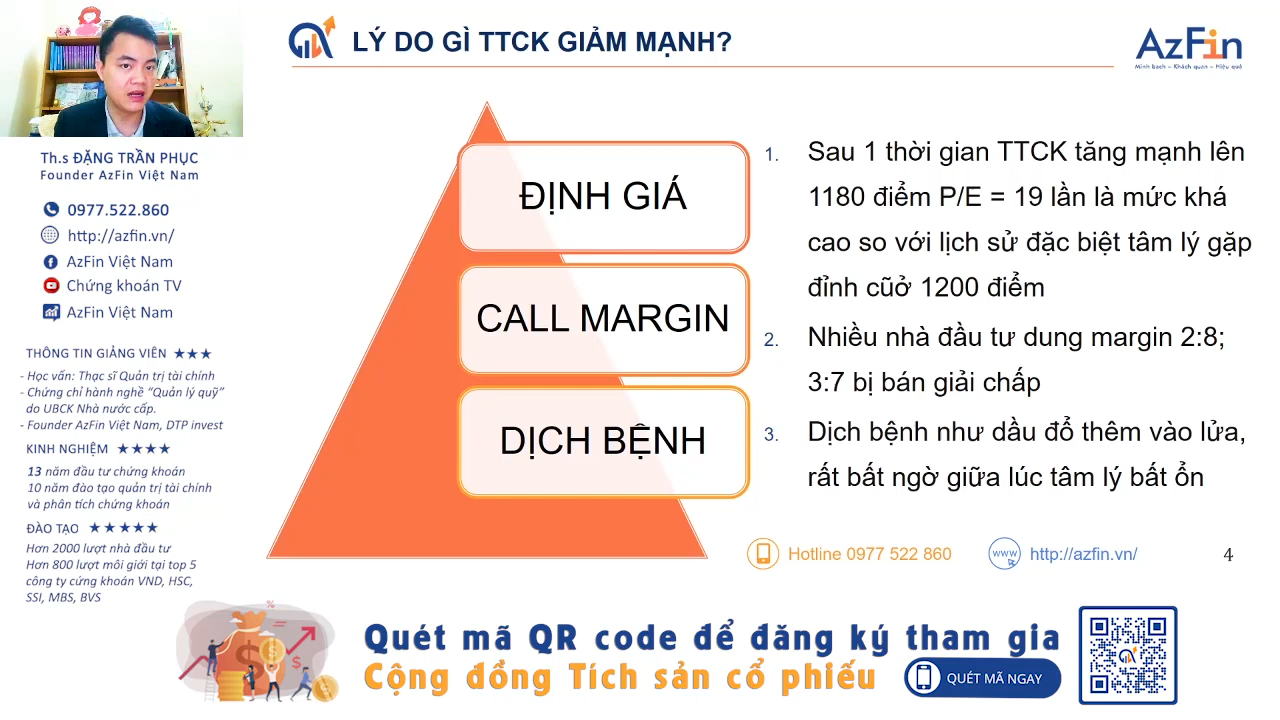 LÝ DO GÌ TTCK GIẢM MẠNH?
AzFin
Minh bạch – Khách quan – Hiệu quả
Th.s ĐẶNG TRẦN PHỤC
Founder AzFin Việt Nam
0977.522.860
http://azfin.vn/
AzFin Việt Nam
Chứng khoán TV
AzFin Việt Nam
THÔNG TIN GIẢNG VIÊN ★★★
- Học vấn: Thạc sĩ Quản trị tài chính
- Chứng chỉ hành nghề “Quản lý quỹ”
do UBCK Nhà nước cấp.
- Founder AzFin Việt Nam, DTP invest
KINH NGHIỆM ★★★★
13 năm đầu tư chứng khoán
10 năm đào tạo quản trị tài chính
và phân tích chứng khoán
ĐÀO TẠO ★★★★★
Hơn 2000 lượt nhà đầu tư
Hơn 800 lượt môi giới tại top 5
công ty cứng khoán VND, HSC,
SSI, MBS, BVS
ĐỊNH GIÁ
CALL MARGIN
DỊCH BỆNH
1. Sau 1 thời gian TTCK tăng mạnh lên
1180 điểm P/E = 19 lần là mức khá
cao so với lịch sử đặc biệt tâm lý gặp
đỉnh cũở 1200 điểm
2. Nhiều nhà đầu tư dung margin 2:8;
3:7 bị bán giải chấp
3. Dịch bệnh như dầu đổ thêm vào lửa,
rất bất ngờ giữa lúc tâm lý bất ổn
Hotline 0977 522 860
www
http://azfin.vn/
4
Quét mã QR code để đăng ký tham gia
Cộng đồng Tích sản cổ phiếu
QUÉT MÃ NGAY